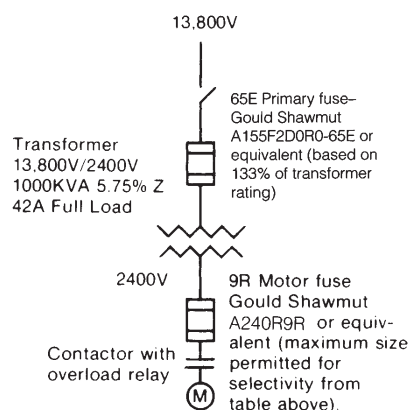 13,800V
65E Primary fuse–
Gould Shawmut
A155F2D0R0-65E or
equivalent (based on
133% of transformer
rating)
Transformer
13,800V/2400V
1000KVA 5.75% Z
42A Full Load
2400V
9R Motor fuse
Gould Shawmut
A240R9R or equiv-
alent (maximum size
permitted for
selectivity from
table above).
Contactor with
overload relay
M